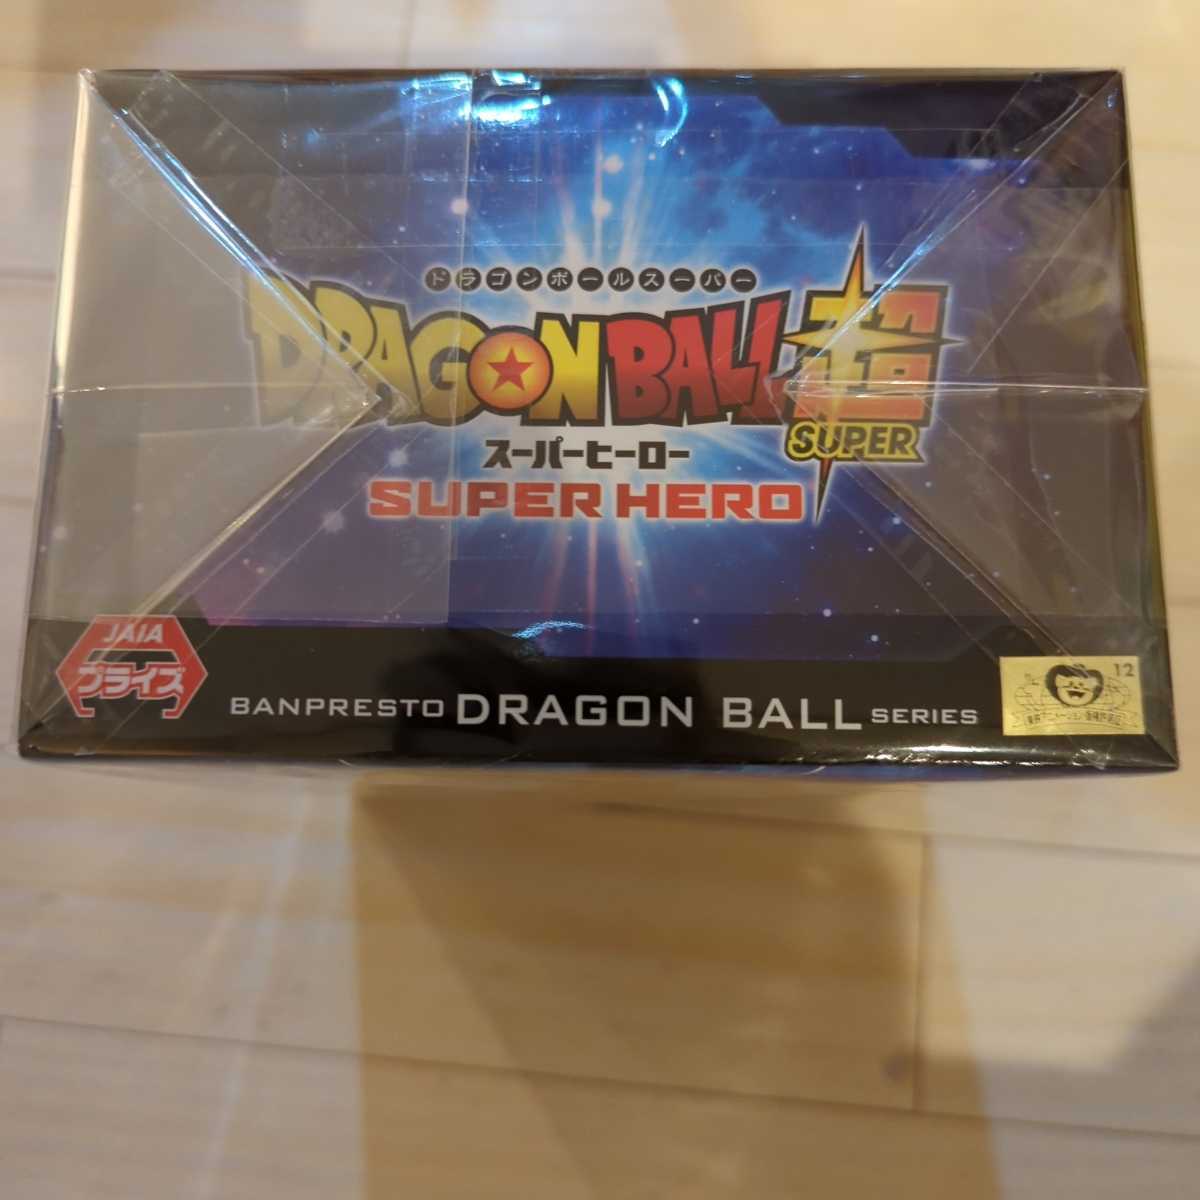 ドラゴンボールスーパー
DRAGON BALL 超
SUPER
スーパーヒーロー
SUPER HERO
JAIA
プライズ
BANPRESTO DRAGON BALL SERIES
12